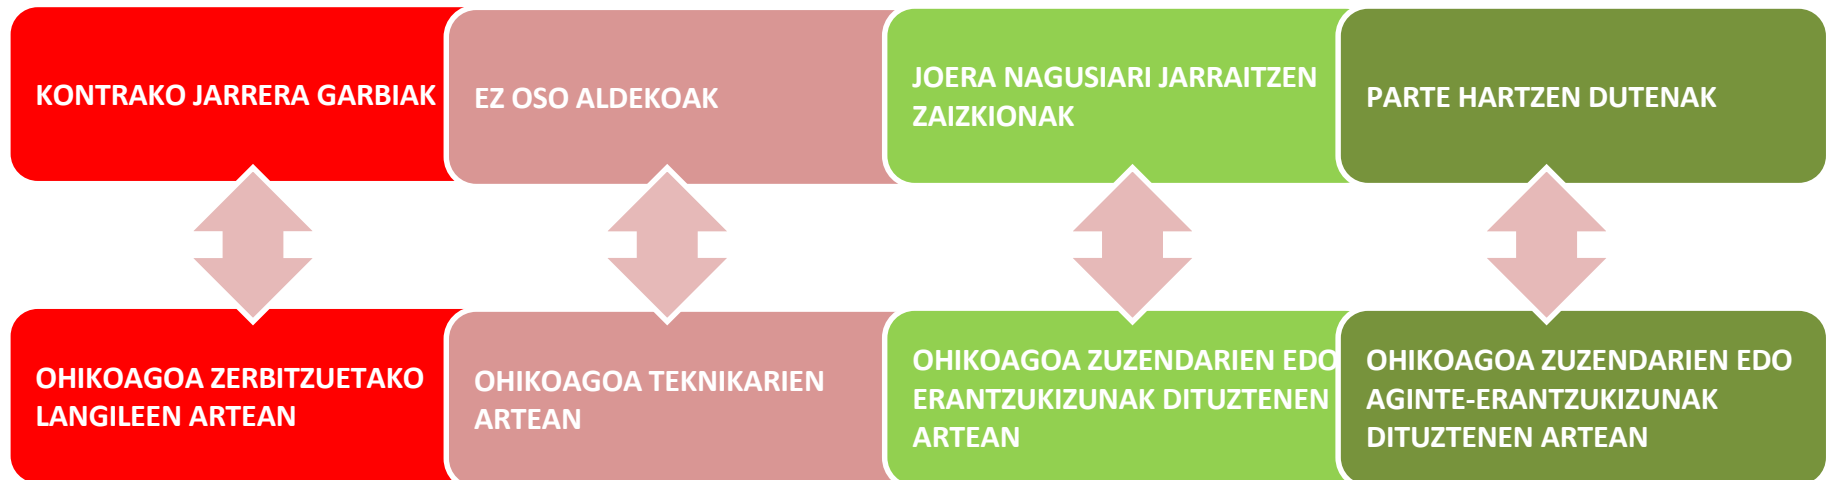 KONTRAKO JARRERA GARBIAK
EZ OSO ALDEKOAK
JOERA NAGUSIARI JARRAITZEN
ZAIZKIONAK
PARTE HARTZEN DUTENAK
OHIKOAGOA ZERBITZUETAKO
LANGILEEN ARTEAN
OHIKOAGOA TEKNIKARIEN
ARTEAN
OHIKOAGOA ZUZENDARIEN EDO
ERANTZUKIZUNAK DITUZTENEN
ARTEAN
OHIKOAGOA ZUZENDARIEN EDO
AGINTE-ERANTZUKIZUNAK
DITUZTENEN ARTEAN